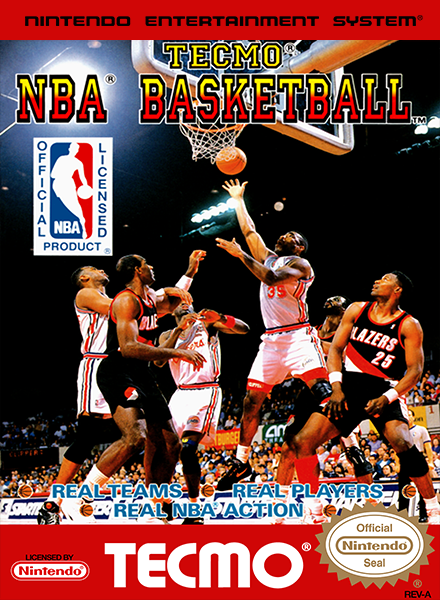 NINTENDO ENTERTAINMENT SYSTEM®
TECMO®
NBA® BASKETBALL™
OFFICIAL
LICENSED
NBA
PRODUCT ®
35
BLAZERS
25
BURGER
REAL TEAMS REAL PLAYERS
REAL NBA ACTION
LICENSED BY
Nintendo®
TECMO®
Official
Nintendo
Seal
®
REV-A